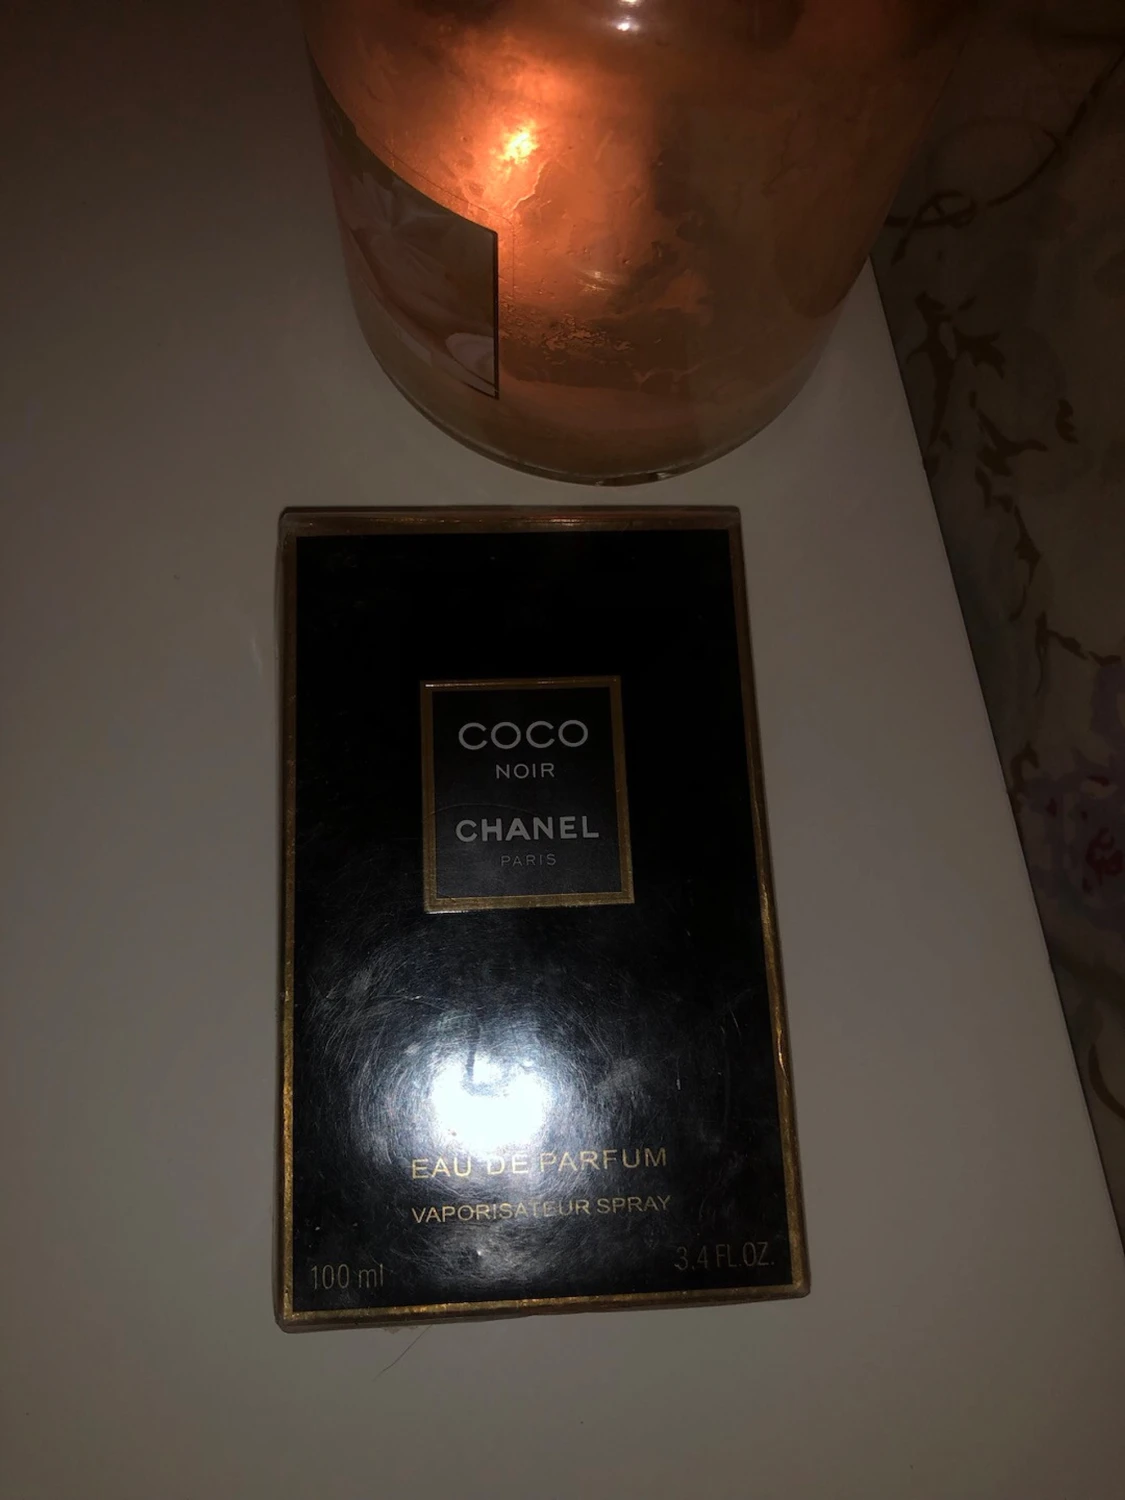 COCO
NOIR
CHANEL
PARIS
EAU DE PARFUM
VAPORISATEUR SPRAY
100 ml
3.4 FL.OZ.